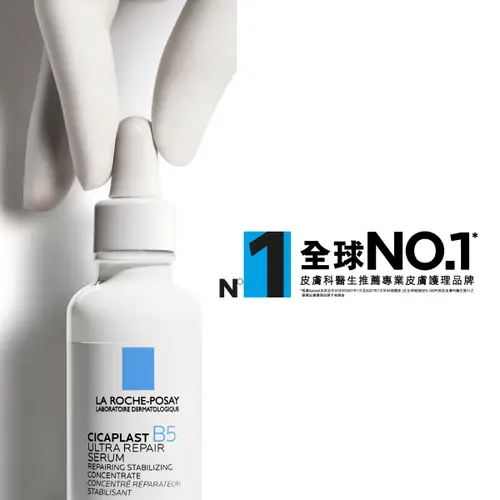 LA ROCHE-POSAY
LABORATOIRE DERMATOLOGIQUE
CICAPLAST B5
ULTRA REPAIR
SERUM
REPAIRING STABILIZING
CONCENTRATE
CONCENTRÉ RÉPARATEUR
STABILISANT
N°1
全球NO.1*
皮膚科醫生推薦專業皮膚護理品牌